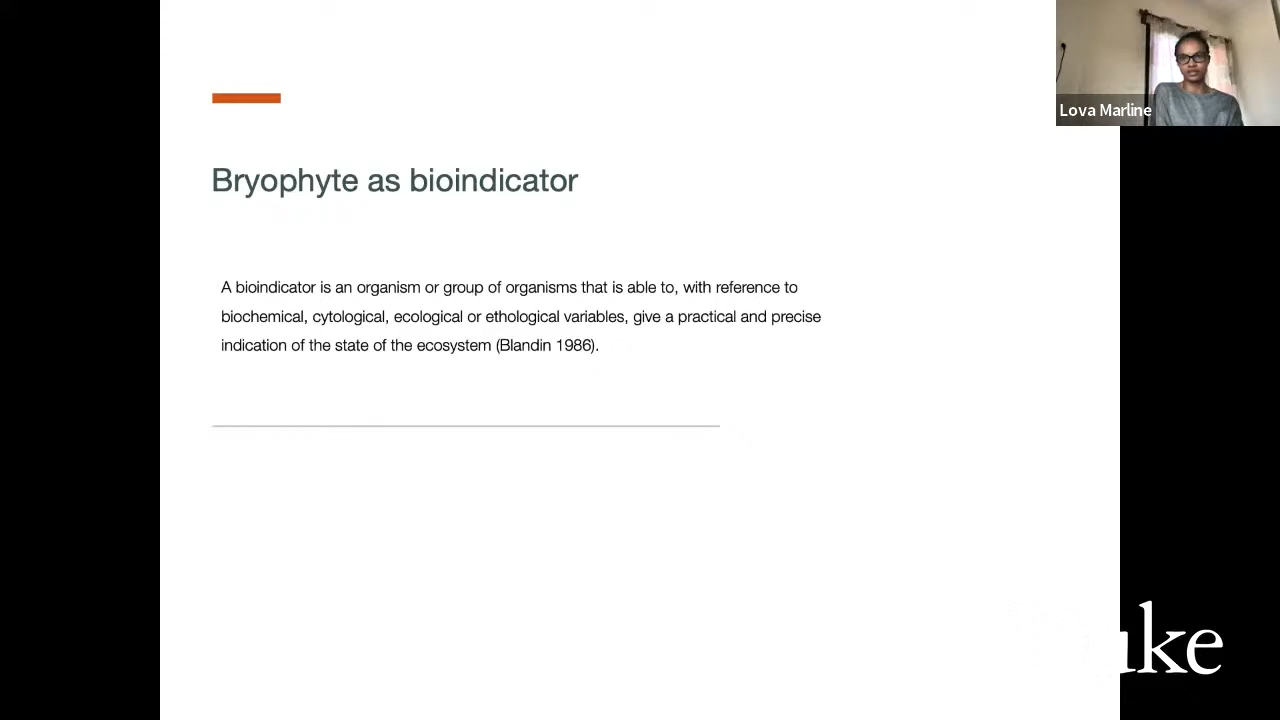 Lova Marline
Bryophyte as bioindicator
A bioindicator is an organism or group of organisms that is able to, with reference to
biochemical, cytological, ecological or ethological variables, give a practical and precise
indication of the state of the ecosystem (Blandin 1986).
uke